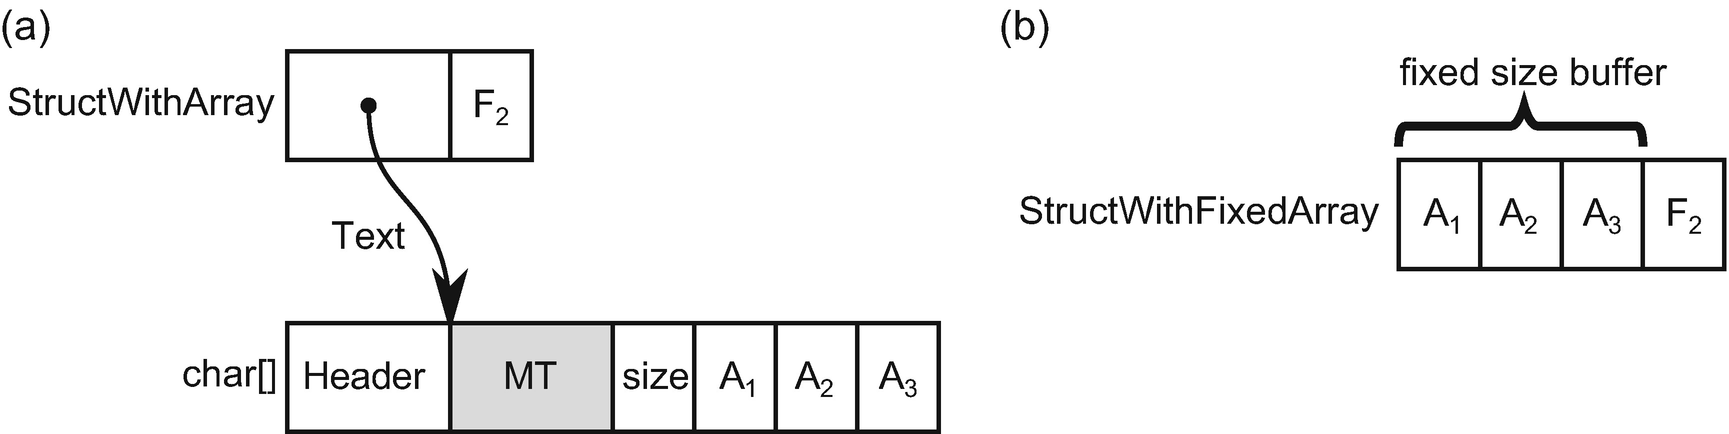 (a)
StructWithArray F₂
Text
char[] Header MT size A₁ A₂ A₃
(b)
fixed size buffer
StructWithFixedArray A₁ A₂ A₃ F₂